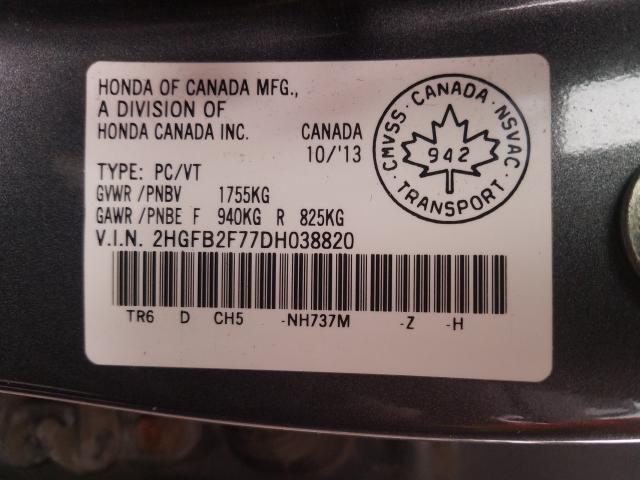 HONDA OF CANADA MFG.,
A DIVISION OF
HONDA CANADA INC. CANADA
10/'13
TYPE: PC/VT
GVWR /PNBV 1755KG
GAWR /PNBE F 940KG R 825KG
V.I.N. 2HGFB2F77DH038820
TR6 D CH5 -NH737M -Z -H
CMVSS · CANADA · NSVAC ·
942
TRANSPORT